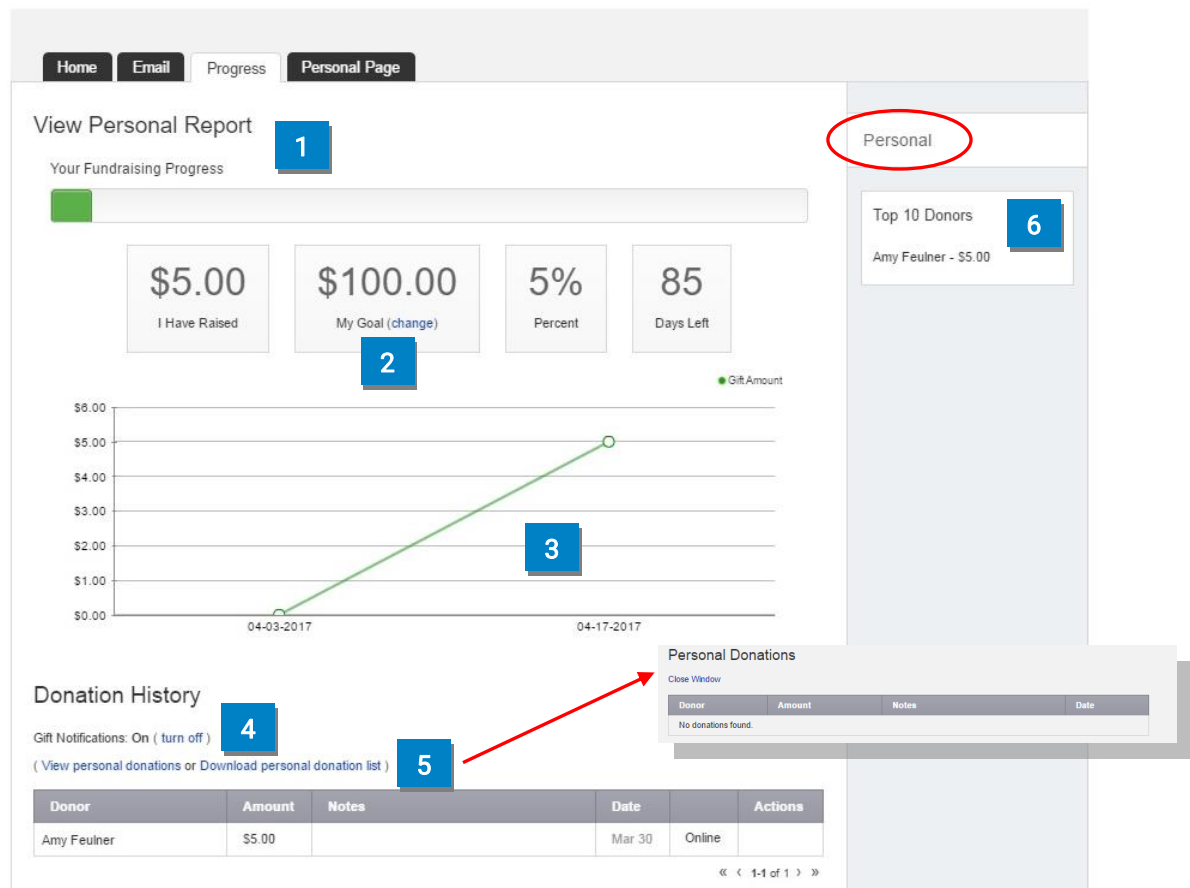 Home Email Progress Personal Page
View Personal Report
1
Your Fundraising Progress
$5.00
I Have Raised
$100.00
My Goal (change)
5%
Percent
85
Days Left
2
Gift Amount
$6.00
$5.00
$4.00
$3.00
$2.00
$1.00
$0.00
3
04-03-2017 04-17-2017
Donation History
Gift Notifications: On ( turn off )
4
( View personal donations or Download personal donation list )
5
Donor Amount Notes Date Actions
Amy Feulner $5.00 Mar 30 Online
« ‹ 1-1 of 1 › »
Personal
Top 10 Donors
6
Amy Feulner - $5.00
Personal Donations
Close Window
Donor Amount Notes Date
No donations found.